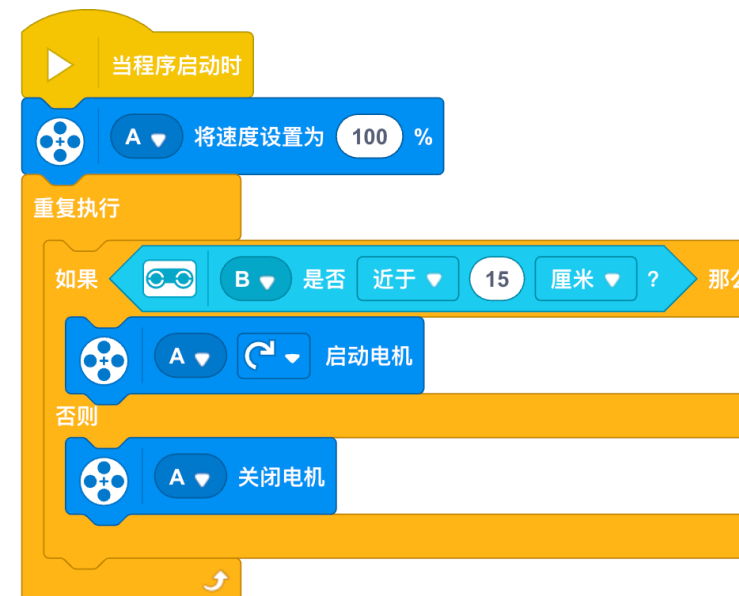 当程序启动时
A 将速度设置为 100 %
重复执行
如果 B 是否 近于 15 厘米 ? 那
A 启动电机
否则
A 关闭电机